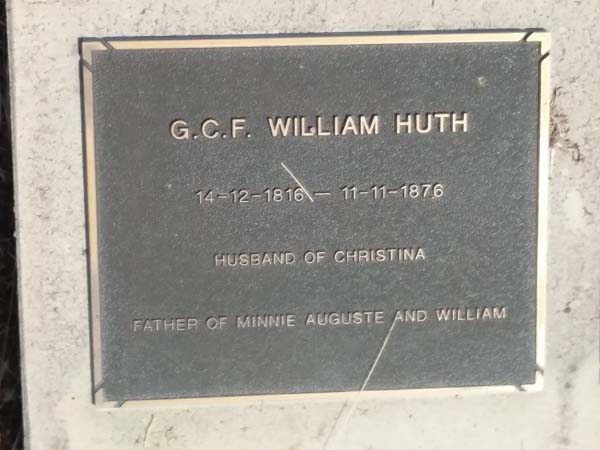 G.C.F. WILLIAM HUTH
14-12-1816 — 11-11-1876
HUSBAND OF CHRISTINA
FATHER OF MINNIE AUGUSTE AND WILLIAM